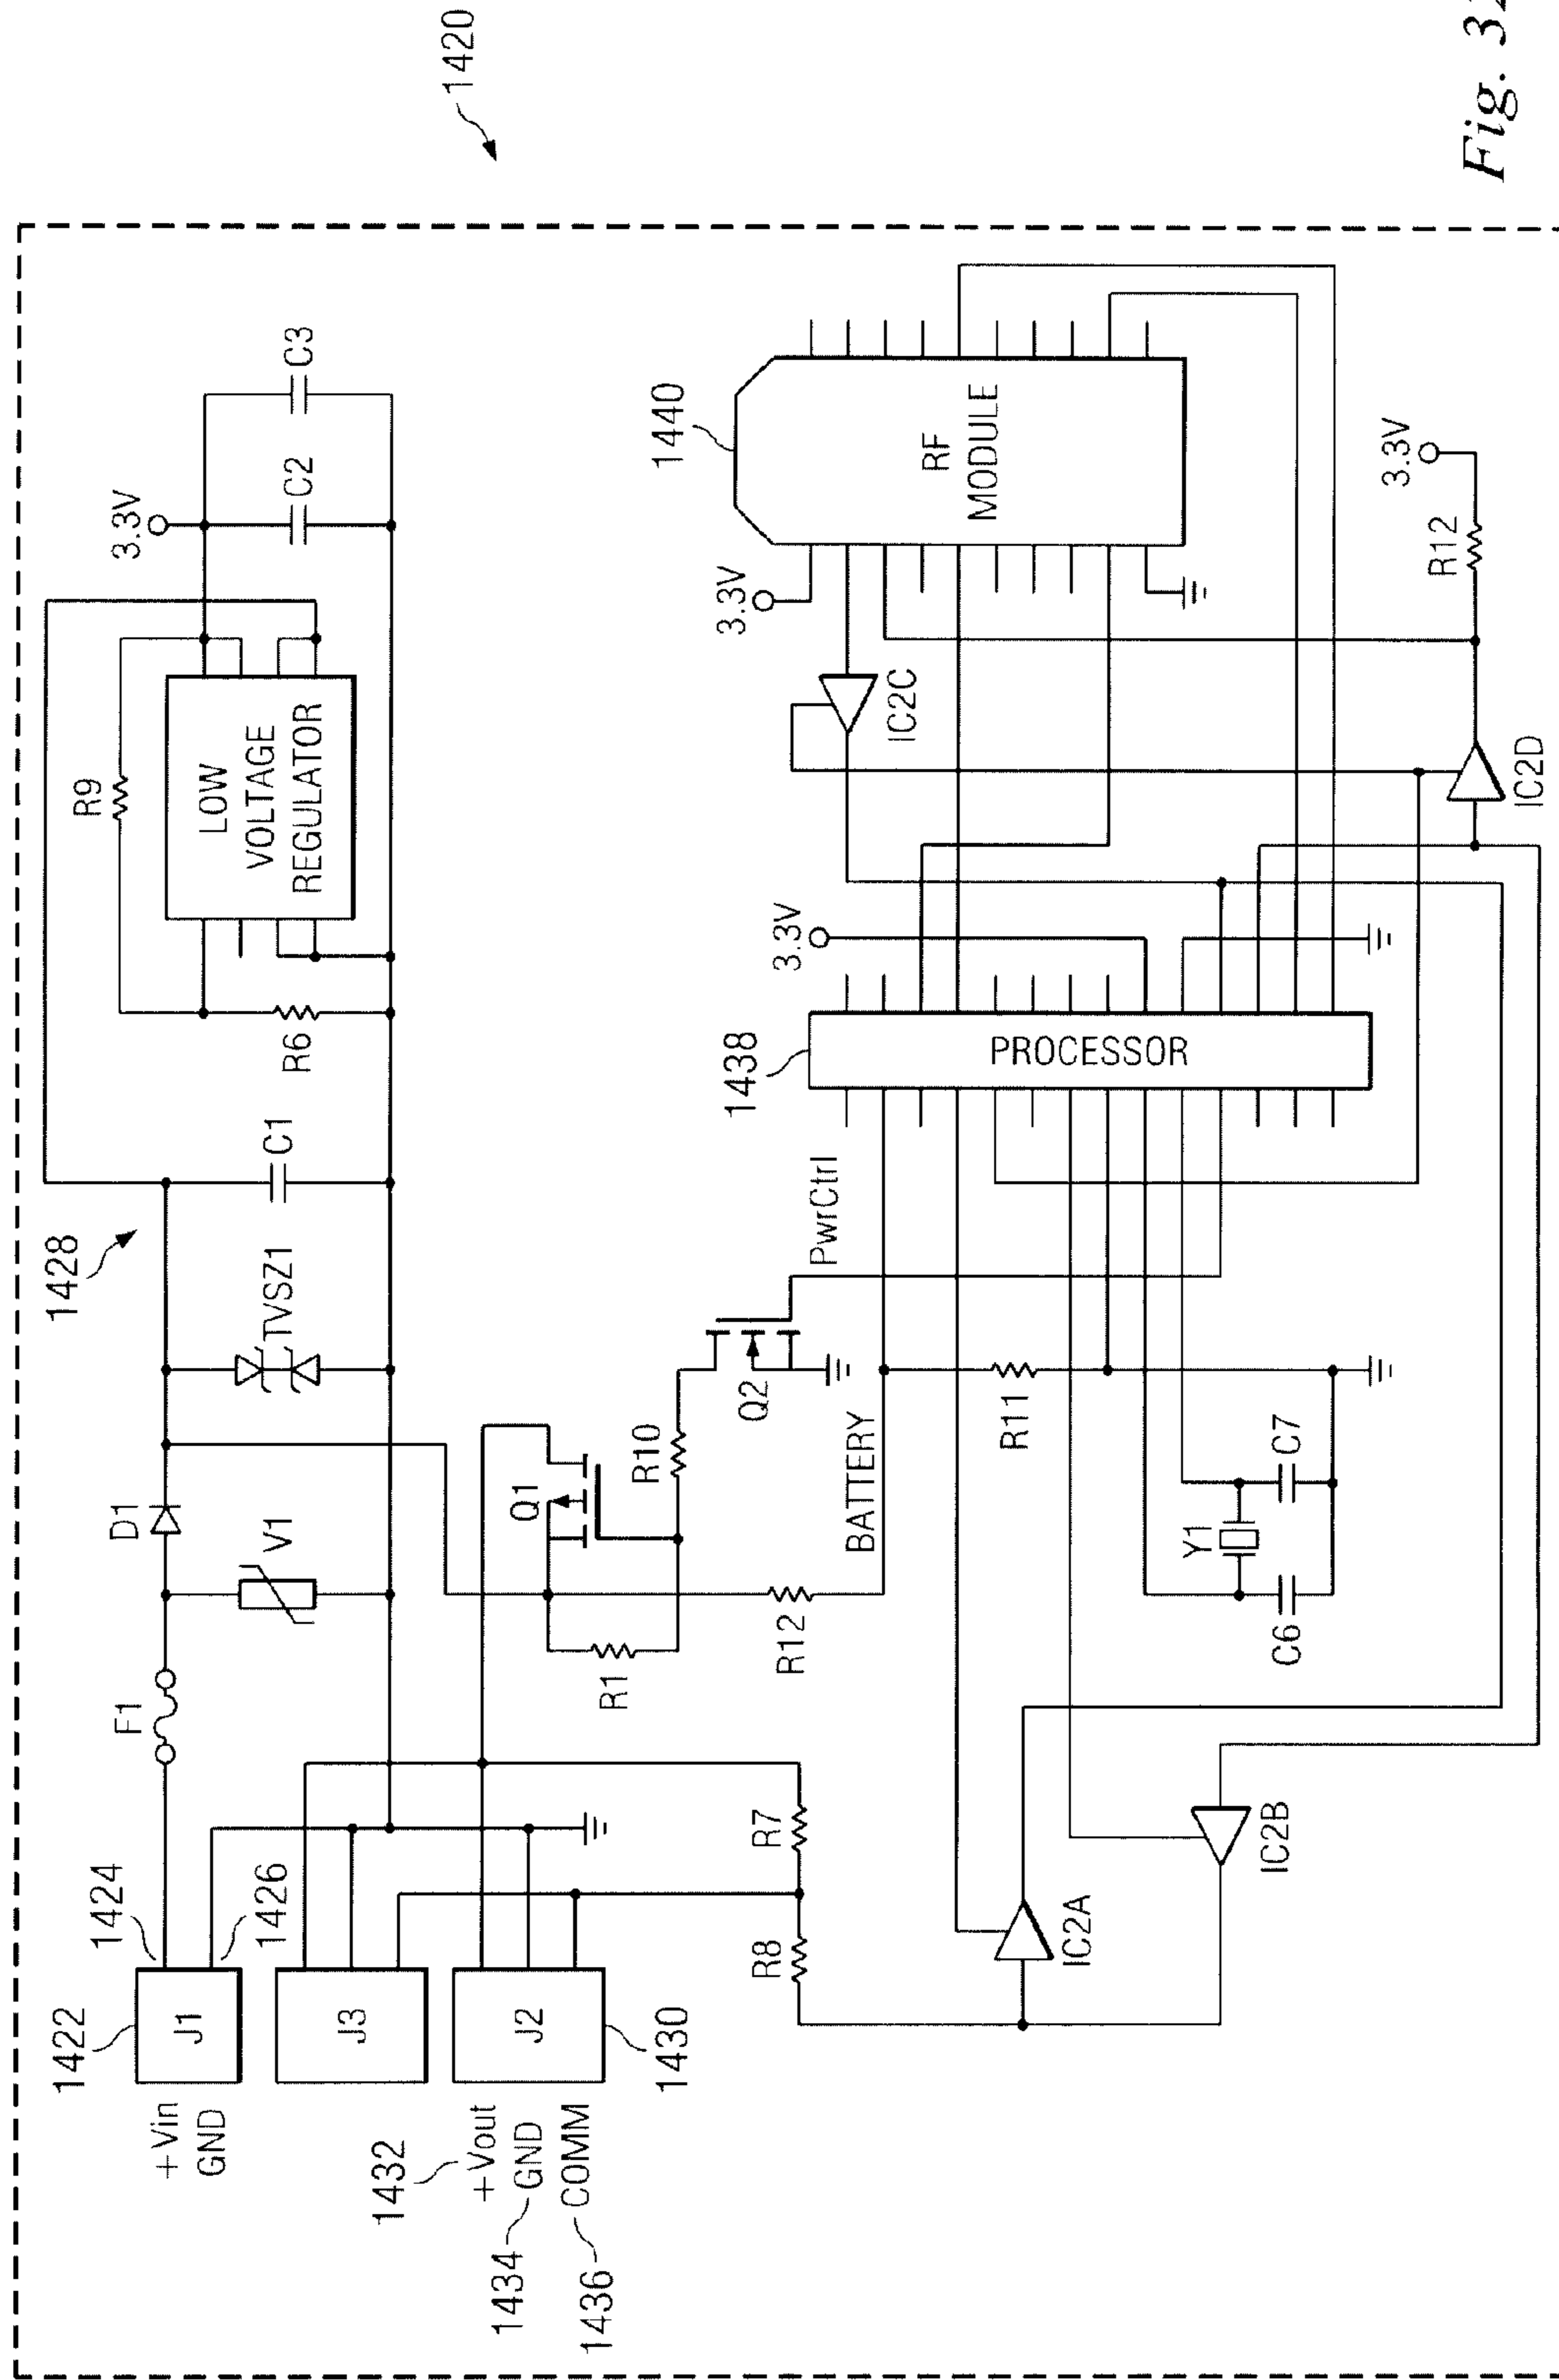 1420
Fig. 32
1428
3.3V
C3
C2
C1
R9
R6
LOW
VOLTAGE
REGULATOR
TVSZ1
D1
V1
F1
1424
1426
1422
J1
J3
J2
1430
+Vin
GND
1432
+Vout
1434
GND
1436
COMM
Q1
R1
R10
Q2
R12
BATTERY
PwrCtrl
R11
R7
R8
IC2A
IC2B
Y1
C6
C7
1438
PROCESSOR
3.3V
3.3V
1440
RF
MODULE
IC2C
IC2D
R12
3.3V